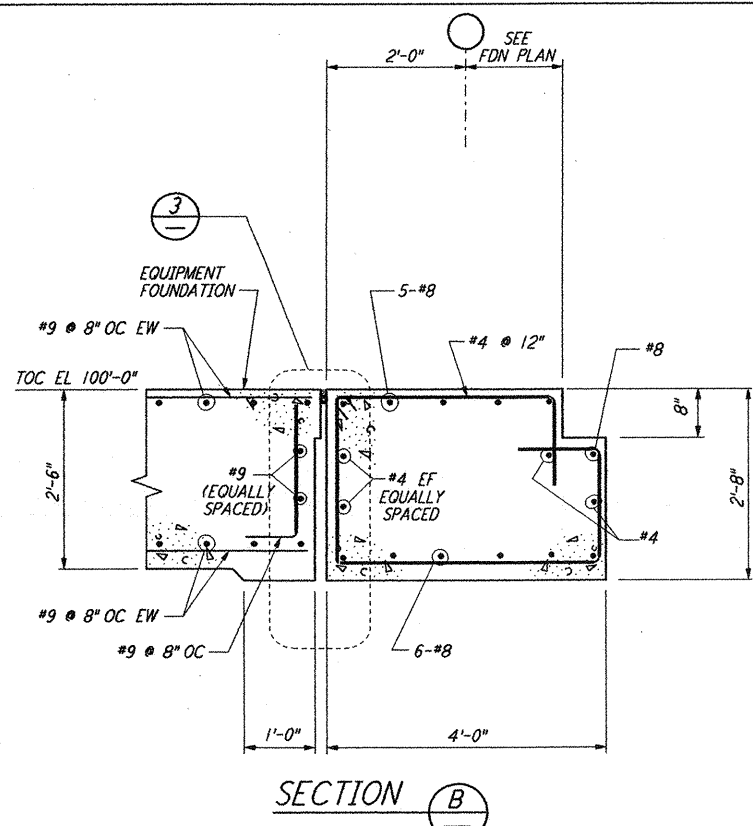 SEE
2'-0" FDN PLAN
3
EQUIPMENT
FOUNDATION
5-#8
#9 @ 8" OC EW
#4 @ 12"
#8
TOC EL 100'-0"
8"
2'-6"
#9
(EQUALLY
SPACED)
#4 EF
EQUALLY
SPACED
2'-8"
#4
#9 @ 8" OC EW
#9 @ 8" OC
6-#8
1'-0"
4'-0"
SECTION B